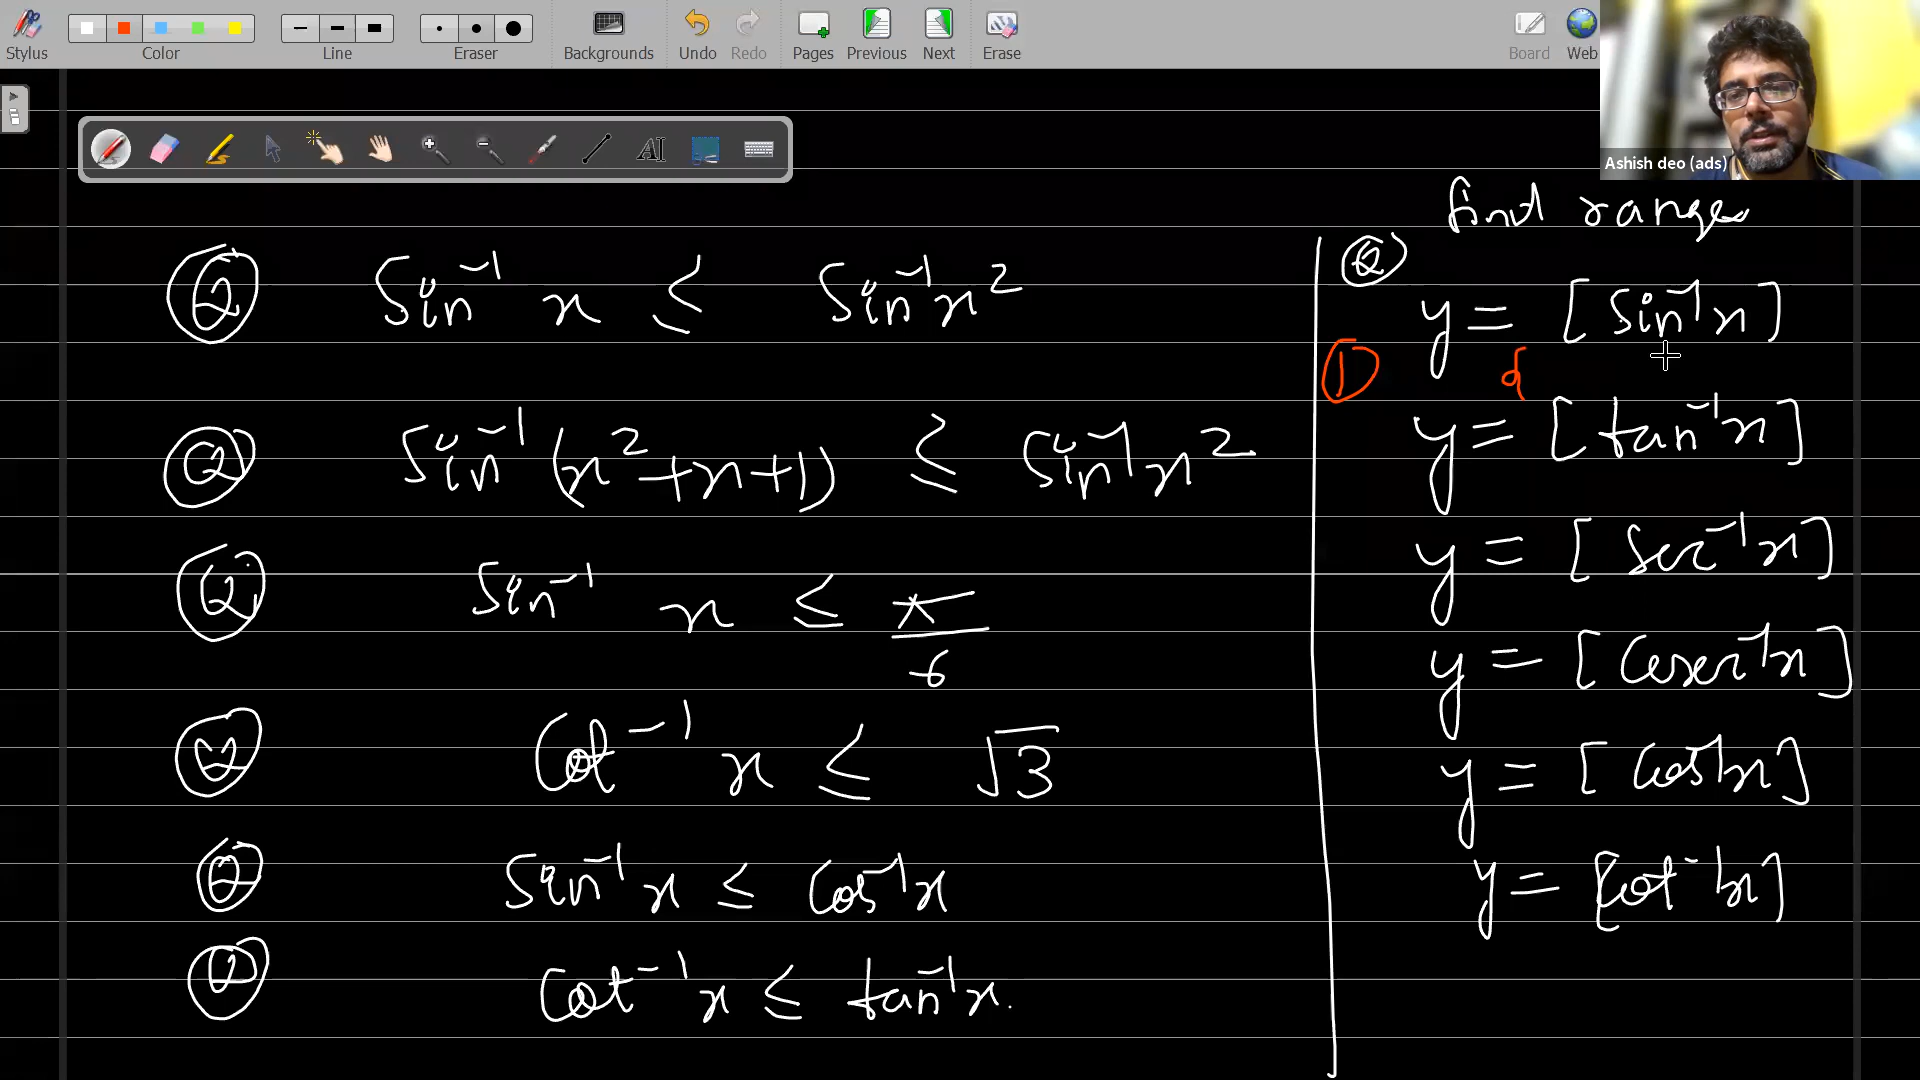 Stylus Color Line Eraser Backgrounds Undo Redo Pages Previous Next Erase Board Web
Ashish deo (ads)
Q sin⁻¹ x ≤ sin⁻¹ x²
Q sin⁻¹ (x² + x + 1) ≥ sin⁻¹ x²
Q sin⁻¹ x ≤ π/6
Q cot⁻¹ x ≤ √3
Q sin⁻¹ x ≤ cos⁻¹ x
Q cot⁻¹ x ≤ tan⁻¹ x.
find range
Q
y = [sin⁻¹ x]
①
y = [tan⁻¹ x]
y = [sec⁻¹ x]
y = [cosec⁻¹ x]
y = [cos⁻¹ x]
y = [cot⁻¹ x]